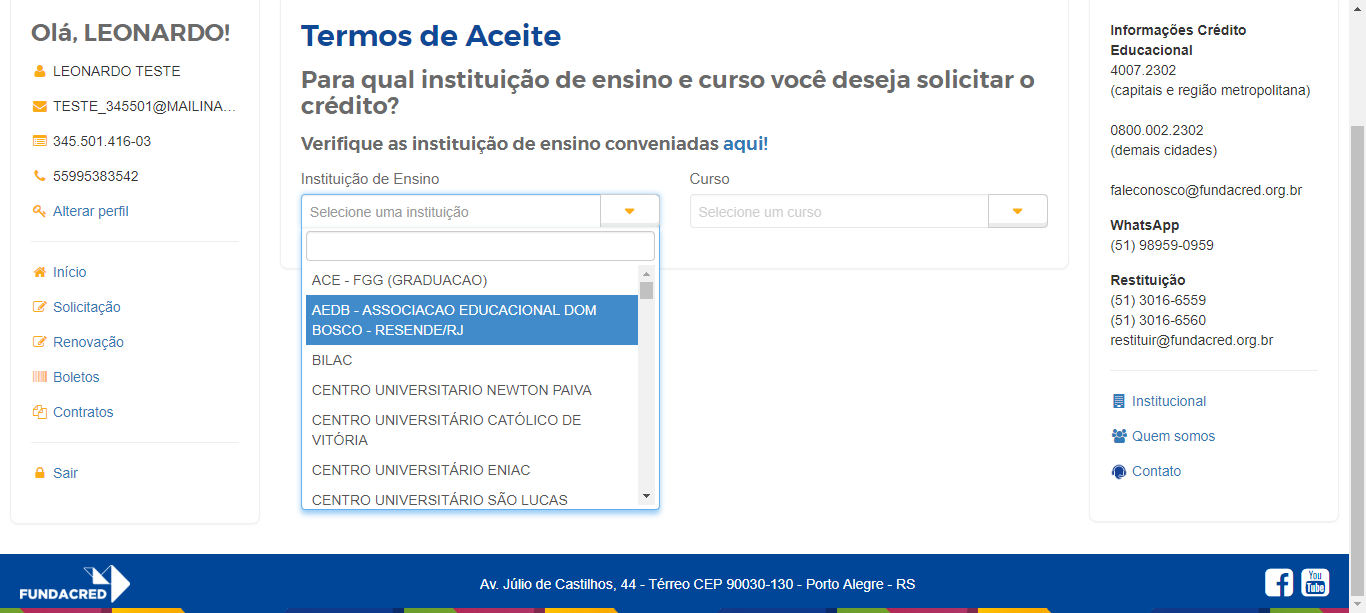 Olá, LEONARDO!
LEONARDO TESTE
TESTE_345501@MAILINA...
345.501.416-03
55995383542
Alterar perfil
Início
Solicitação
Renovação
Boletos
Contratos
Sair
Termos de Aceite
Para qual instituição de ensino e curso você deseja solicitar o
crédito?
Verifique as instituição de ensino conveniadas aqui!
Instituição de Ensino
Selecione uma instituição
ACE - FGG (GRADUACAO)
AEDB - ASSOCIACAO EDUCACIONAL DOM
BOSCO - RESENDE/RJ
BILAC
CENTRO UNIVERSITARIO NEWTON PAIVA
CENTRO UNIVERSITÁRIO CATÓLICO DE
VITÓRIA
CENTRO UNIVERSITÁRIO ENIAC
CENTRO UNIVERSITÁRIO SÃO LUCAS
Curso
Selecione um curso
Informações Crédito
Educacional
4007.2302
(capitais e região metropolitana)
0800.002.2302
(demais cidades)
faleconosco@fundacred.org.br
WhatsApp
(51) 98959-0959
Restituição
(51) 3016-6559
(51) 3016-6560
restituir@fundacred.org.br
Institucional
Quem somos
Contato
FUNDACRED
Av. Júlio de Castilhos, 44 - Térreo CEP 90030-130 - Porto Alegre - RS
You
Tube